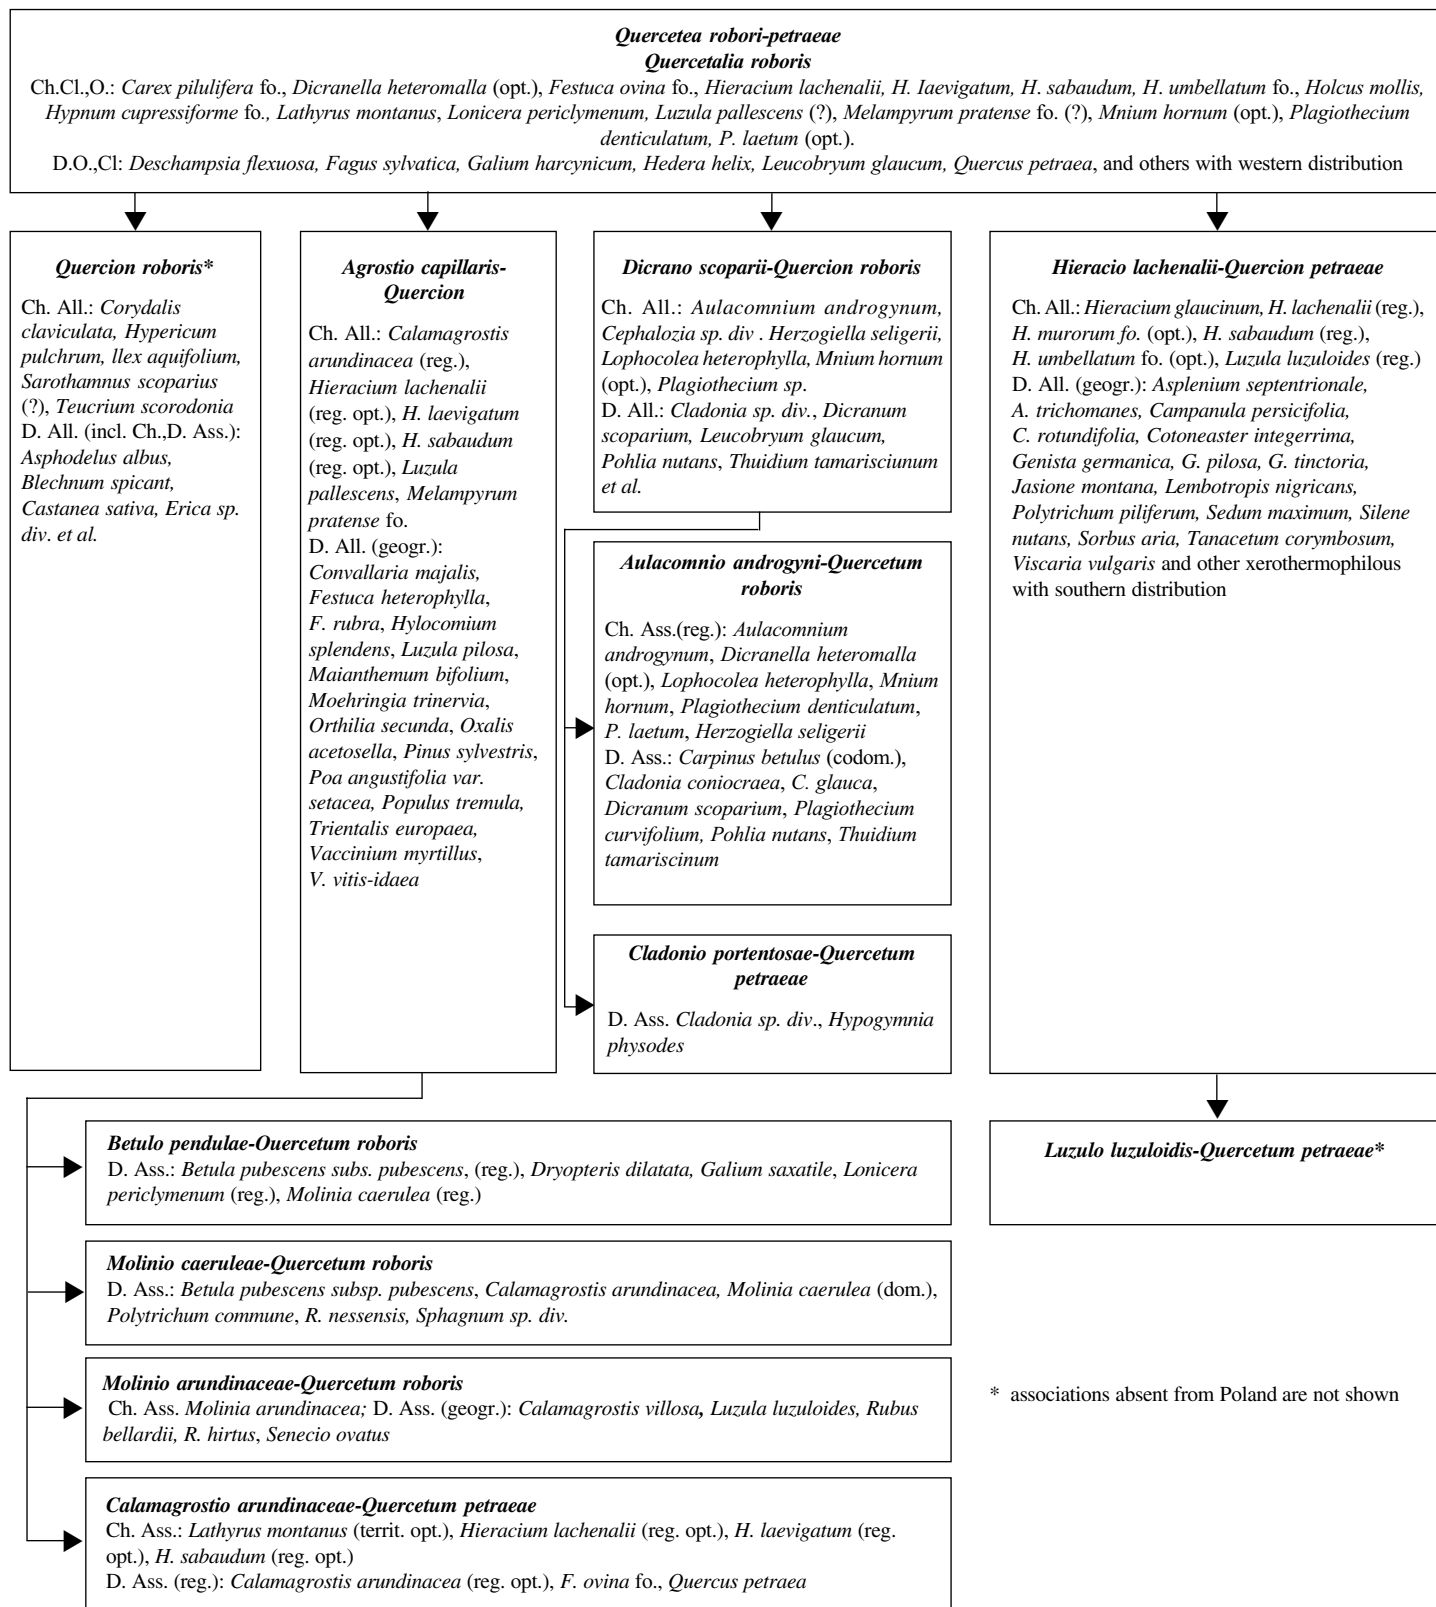 Quercetea robori-petraeae
Quercetalia roboris
Ch.Cl.,O.: Carex pilulifera fo., Dicranella heteromalla (opt.), Festuca ovina fo., Hieracium lachenalii, H. Iaevigatum, H. sabaudum, H. umbellatum fo., Holcus mollis,
Hypnum cupressiforme fo., Lathyrus montanus, Lonicera periclymenum, Luzula pallescens (?), Melampyrum pratense fo. (?), Mnium hornum (opt.), Plagiothecium
denticulatum, P. laetum (opt.).
D.O.,Cl: Deschampsia flexuosa, Fagus sylvatica, Galium harcynicum, Hedera helix, Leucobryum glaucum, Quercus petraea, and others with western distribution
Quercion roboris*
Ch. All.: Corydalis
claviculata, Hypericum
pulchrum, llex aquifolium,
Sarothamnus scoparius
(?), Teucrium scorodonia
D. All. (incl. Ch.,D. Ass.):
Asphodelus albus,
Blechnum spicant,
Castanea sativa, Erica sp.
div. et al.
Agrostio capillaris-
Quercion
Ch. All.: Calamagrostis
arundinacea (reg.),
Hieracium lachenalii
(reg. opt.), H. laevigatum
(reg. opt.), H. sabaudum
(reg. opt.), Luzula
pallescens, Melampyrum
pratense fo.
D. All. (geogr.):
Convallaria majalis,
Festuca heterophylla,
F. rubra, Hylocomium
splendens, Luzula pilosa,
Maianthemum bifolium,
Moehringia trinervia,
Orthilia secunda, Oxalis
acetosella, Pinus sylvestris,
Poa angustifolia var.
setacea, Populus tremula,
Trientalis europaea,
Vaccinium myrtillus,
V. vitis-idaea
Dicrano scoparii-Quercion roboris
Ch. All.: Aulacomnium androgynum,
Cephalozia sp. div . Herzogiella seligerii,
Lophocolea heterophylla, Mnium hornum
(opt.), Plagiothecium sp.
D. All.: Cladonia sp. div., Dicranum
scoparium, Leucobryum glaucum,
Pohlia nutans, Thuidium tamarisciunum
et al.
Aulacomnio androgyni-Quercetum
roboris
Ch. Ass.(reg.): Aulacomnium
androgynum, Dicranella heteromalla
(opt.), Lophocolea heterophylla, Mnium
hornum, Plagiothecium denticulatum,
P. laetum, Herzogiella seligerii
D. Ass.: Carpinus betulus (codom.),
Cladonia coniocraea, C. glauca,
Dicranum scoparium, Plagiothecium
curvifolium, Pohlia nutans, Thuidium
tamariscinum
Cladonio portentosae-Quercetum
petraeae
D. Ass. Cladonia sp. div., Hypogymnia
physodes
Hieracio lachenalii-Quercion petraeae
Ch. All.: Hieracium glaucinum, H. lachenalii (reg.),
H. murorum fo. (opt.), H. sabaudum (reg.),
H. umbellatum fo. (opt.), Luzula luzuloides (reg.)
D. All. (geogr.): Asplenium septentrionale,
A. trichomanes, Campanula persicifolia,
C. rotundifolia, Cotoneaster integerrima,
Genista germanica, G. pilosa, G. tinctoria,
Jasione montana, Lembotropis nigricans,
Polytrichum piliferum, Sedum maximum, Silene
nutans, Sorbus aria, Tanacetum corymbosum,
Viscaria vulgaris and other xerothermophilous
with southern distribution
Betulo pendulae-Ouercetum roboris
D. Ass.: Betula pubescens subs. pubescens, (reg.), Dryopteris dilatata, Galium saxatile, Lonicera
periclymenum (reg.), Molinia caerulea (reg.)
Molinio caeruleae-Quercetum roboris
D. Ass.: Betula pubescens subsp. pubescens, Calamagrostis arundinacea, Molinia caerulea (dom.),
Polytrichum commune, R. nessensis, Sphagnum sp. div.
Molinio arundinaceae-Quercetum roboris
Ch. Ass. Molinia arundinacea; D. Ass. (geogr.): Calamagrostis villosa, Luzula luzuloides, Rubus
bellardii, R. hirtus, Senecio ovatus
Calamagrostio arundinaceae-Quercetum petraeae
Ch. Ass.: Lathyrus montanus (territ. opt.), Hieracium lachenalii (reg. opt.), H. laevigatum (reg.
opt.), H. sabaudum (reg. opt.)
D. Ass. (reg.): Calamagrostis arundinacea (reg. opt.), F. ovina fo., Quercus petraea
Luzulo luzuloidis-Quercetum petraeae*
* associations absent from Poland are not shown